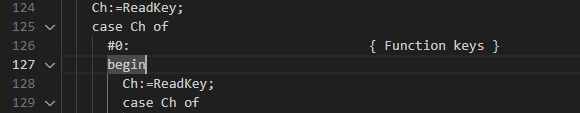 124 Ch:=ReadKey;
125 case Ch of
126 #0: { Function keys }
127 begin
128 Ch:=ReadKey;
129 case Ch of